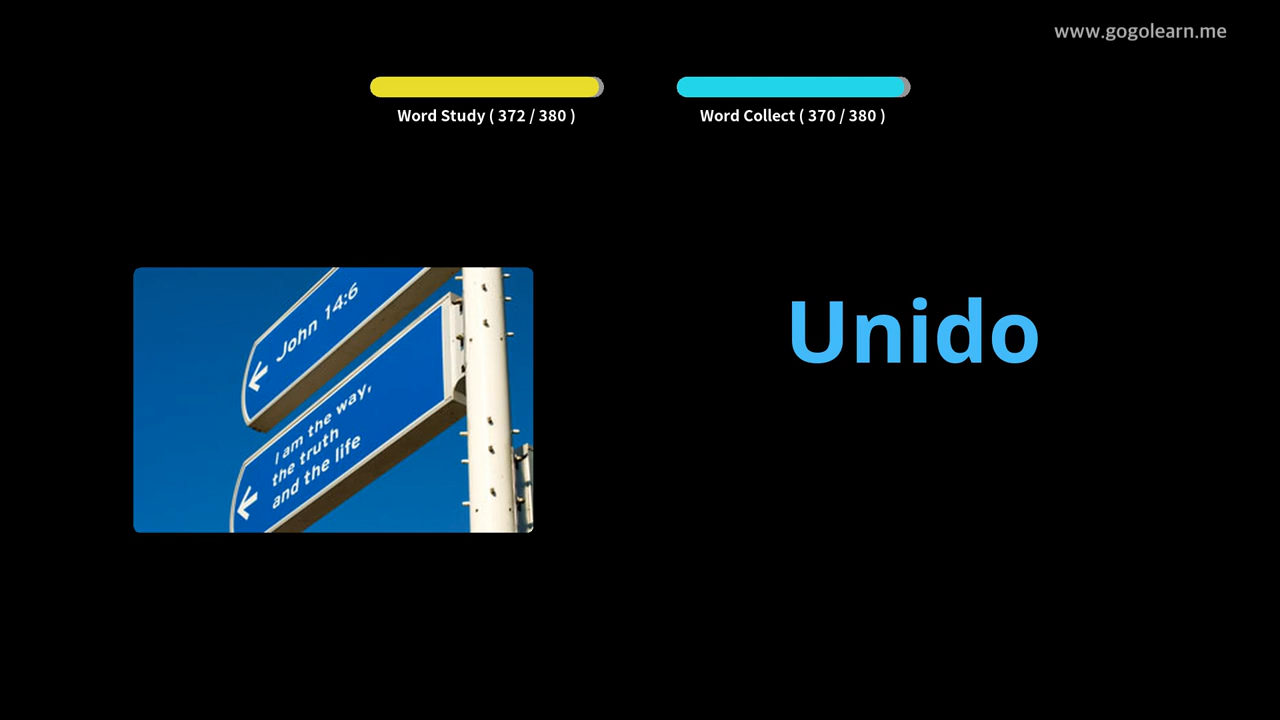 www.gogolearn.me
Word Study ( 372 / 380 )
Word Collect ( 370 / 380 )
John 14:6
I am the way,
the truth
and the life
Unido